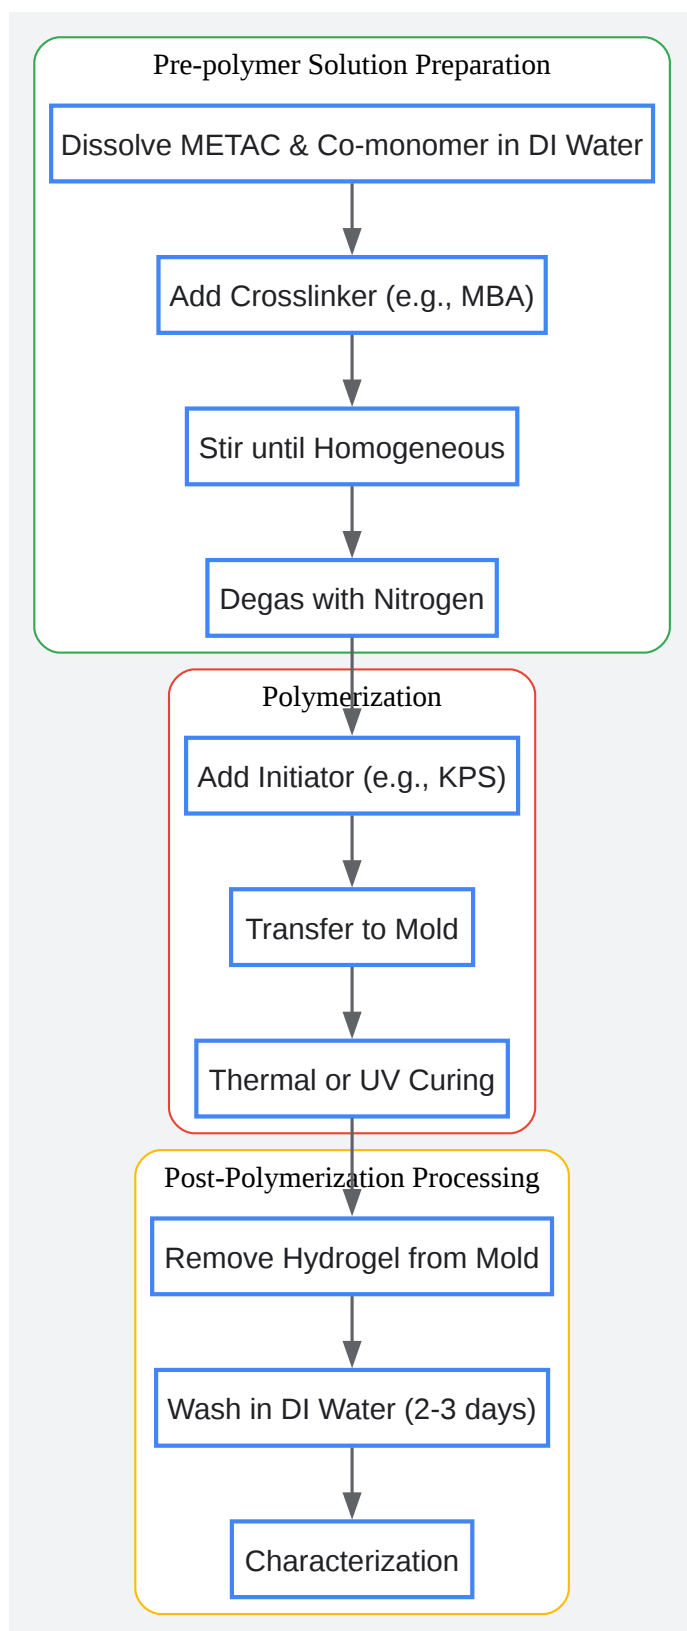 Pre-polymer Solution Preparation
Dissolve METAC & Co-monomer in DI Water
Add Crosslinker (e.g., MBA)
Stir until Homogeneous
Degas with Nitrogen
Polymerization
Add Initiator (e.g., KPS)
Transfer to Mold
Thermal or UV Curing
Post-Polymerization Processing
Remove Hydrogel from Mold
Wash in DI Water (2-3 days)
Characterization